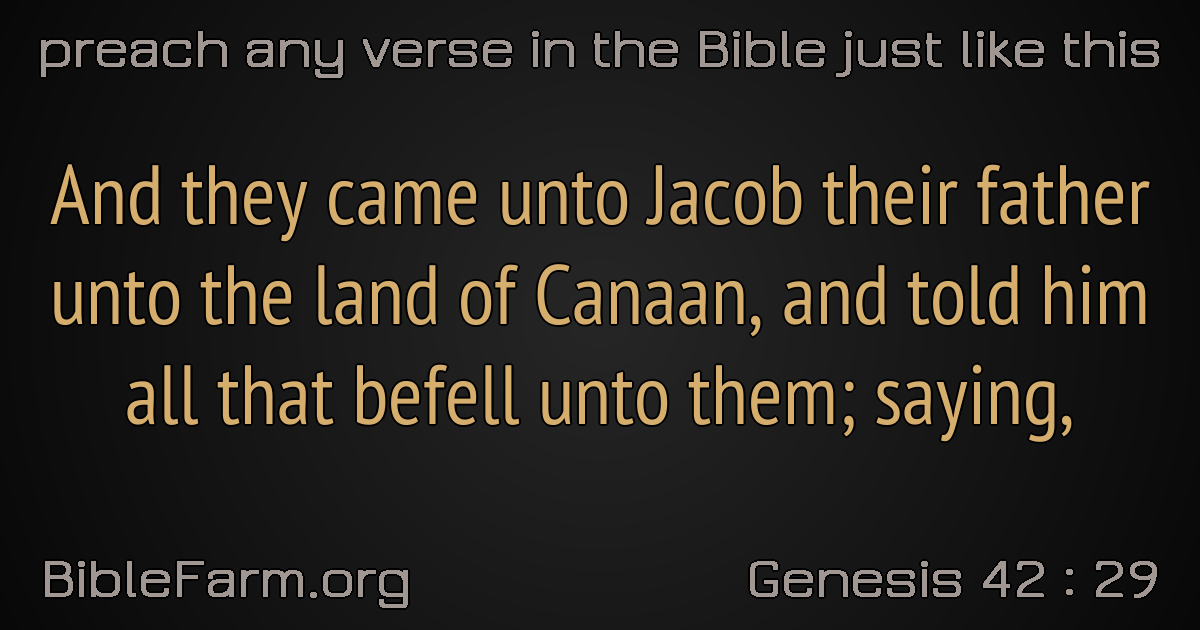 preach any verse in the Bible just like this
And they came unto Jacob their father
unto the land of Canaan, and told him
all that befell unto them; saying,
BibleFarm.org
Genesis 42 : 29